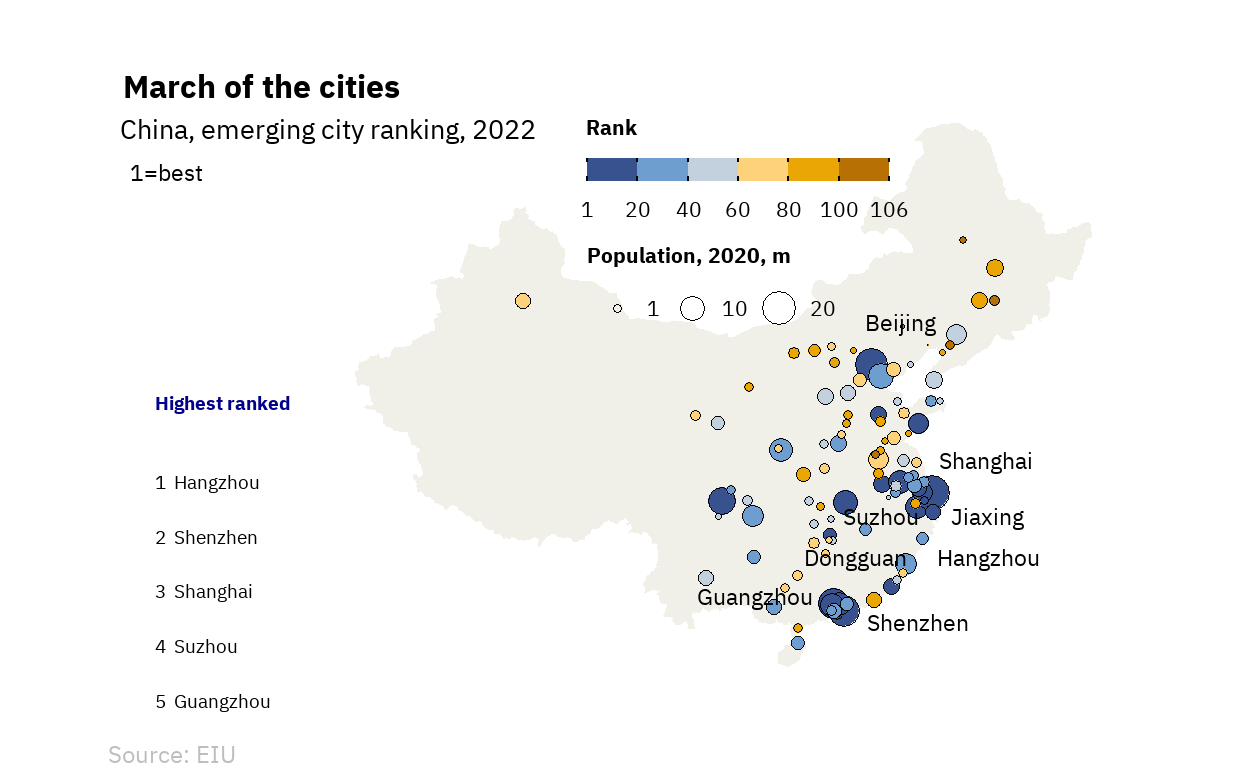 March of the cities
China, emerging city ranking, 2022
1=best
Rank
1 20 40 60 80 100 106
Population, 2020, m
1 10 20
Beijing
Shanghai
Suzhou
Jiaxing
Dongguan
Hangzhou
Guangzhou
Shenzhen
Highest ranked
1 Hangzhou
2 Shenzhen
3 Shanghai
4 Suzhou
5 Guangzhou
Source: EIU